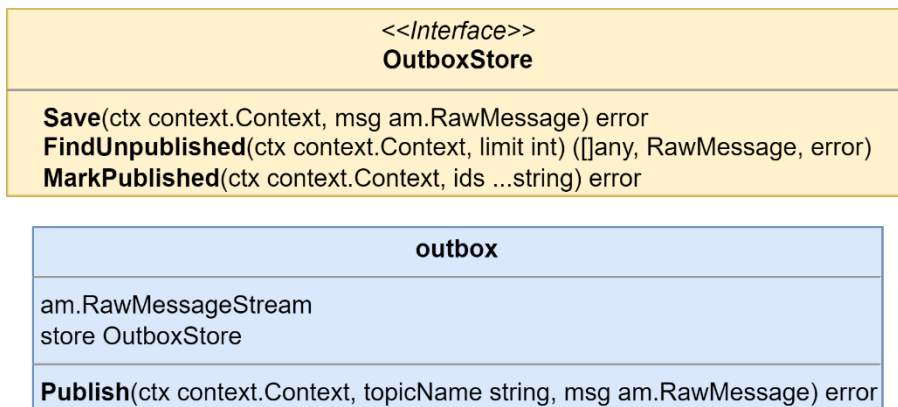 <<Interface>>
OutboxStore
Save(ctx context.Context, msg am.RawMessage) error
FindUnpublished(ctx context.Context, limit int) ([]any, RawMessage, error)
MarkPublished(ctx context.Context, ids ...string) error
outbox
am.RawMessageStream
store OutboxStore
Publish(ctx context.Context, topicName string, msg am.RawMessage) error